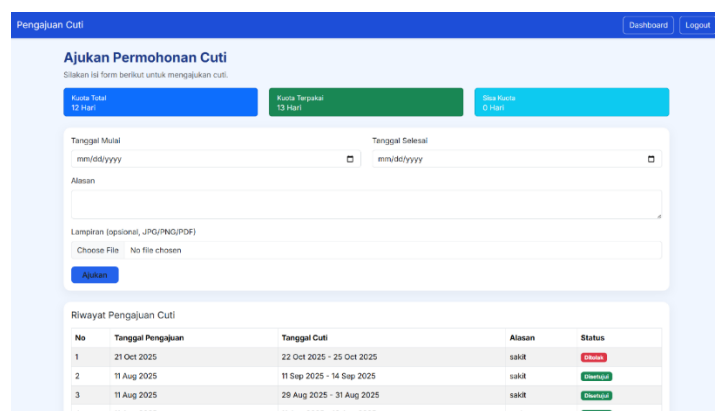 Pengajuan Cuti Dashboard Logout
Ajukan Permohonan Cuti
Silakan isi form berikut untuk mengajukan cuti.
Kuota Total Kuota Terpakai Sisa Kuota
12 Hari 13 Hari 0 Hari
Tanggal Mulai Tanggal Selesai
mm/dd/yyyy mm/dd/yyyy
Alasan
Lampiran (opsional, JPG/PNG/PDF)
Choose File No file chosen
Ajukan
Riwayat Pengajuan Cuti
No Tanggal Pengajuan Tanggal Cuti Alasan Status
1 21 Oct 2025 22 Oct 2025 - 25 Oct 2025 sakit Ditolak
2 11 Aug 2025 11 Sep 2025 - 14 Sep 2025 sakit Disetujui
3 11 Aug 2025 29 Aug 2025 - 31 Aug 2025 sakit Disetujui